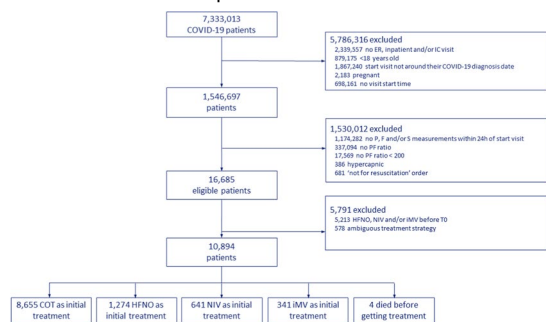 7,333,013
COVID-19 patients
5,786,316 excluded
2,339,557 no ER, inpatient and/or IC visit
879,175 <18 years old
1,867,240 start visit not around their COVID-19 diagnosis date
2,183 pregnant
698,161 no visit start time
1,546,697
patients
1,530,012 excluded
1,174,282 no P, F and/or S measurements within 24h of start visit
337,094 no PF ratio
17,569 no PF ratio < 200
386 hypercapnic
681 'not for resuscitation' order
16,685
eligible patients
5,791 excluded
5,213 HFNO, NIV and/or iMV before T0
578 ambiguous treatment strategy
10,894
patients
8,655 COT as initial
treatment
1,274 HFNO as
initial treatment
641 NIV as initial
treatment
341 iMV as initial
treatment
4 died before
getting treatment